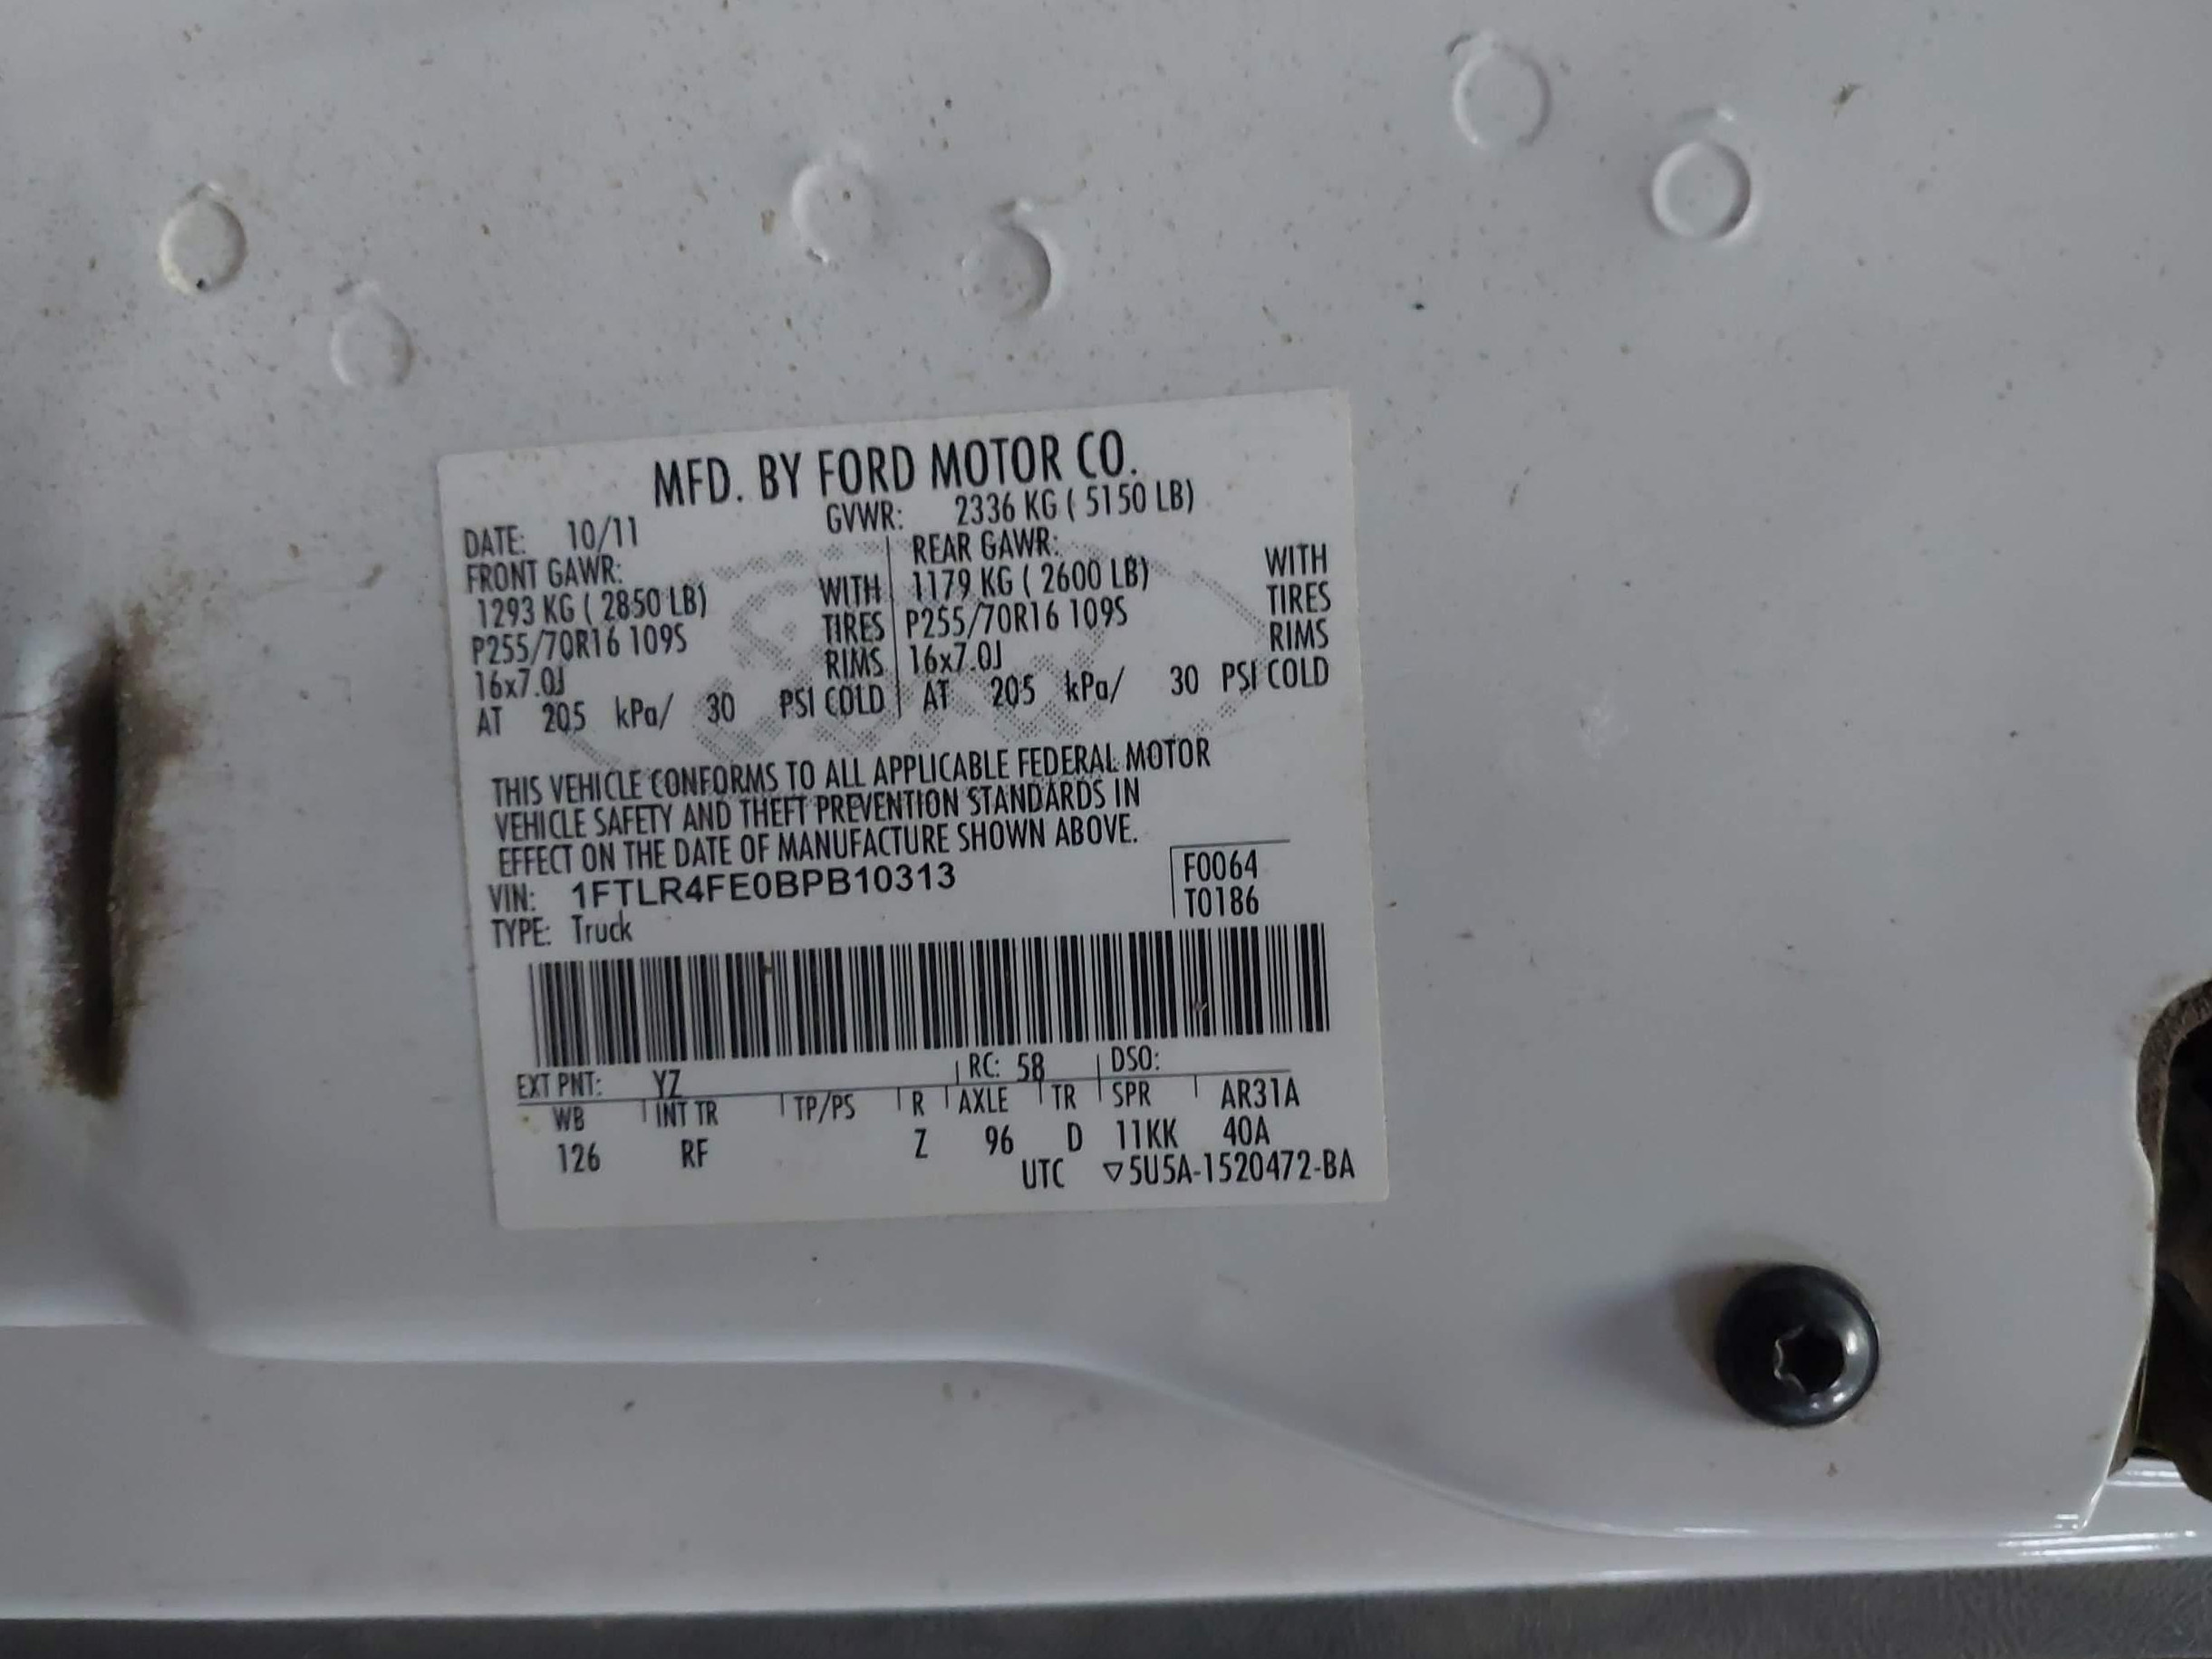 MFD. BY FORD MOTOR CO.
DATE: 10/11 GVWR: 2336 KG ( 5150 LB)
FRONT GAWR: REAR GAWR:
1293 KG ( 2850 LB) WITH 1179 KG ( 2600 LB) WITH
P255/70R16 109S TIRES P255/70R16 109S TIRES
16x7.0J RIMS 16x7.0J RIMS
AT 205 kPa/ 30 PSI COLD AT 205 kPa/ 30 PSI COLD
THIS VEHICLE CONFORMS TO ALL APPLICABLE FEDERAL MOTOR
VEHICLE SAFETY AND THEFT PREVENTION STANDARDS IN
EFFECT ON THE DATE OF MANUFACTURE SHOWN ABOVE.
VIN: 1FTLR4FE0BPB10313 F0064
TYPE: Truck T0186
EXT PNT: YZ RC: 58 DSO:
WB INT TR TP/PS R AXLE TR SPR AR31A
126 RF Z 96 D 11KK 40A
UTC ▽5U5A-1520472-BA